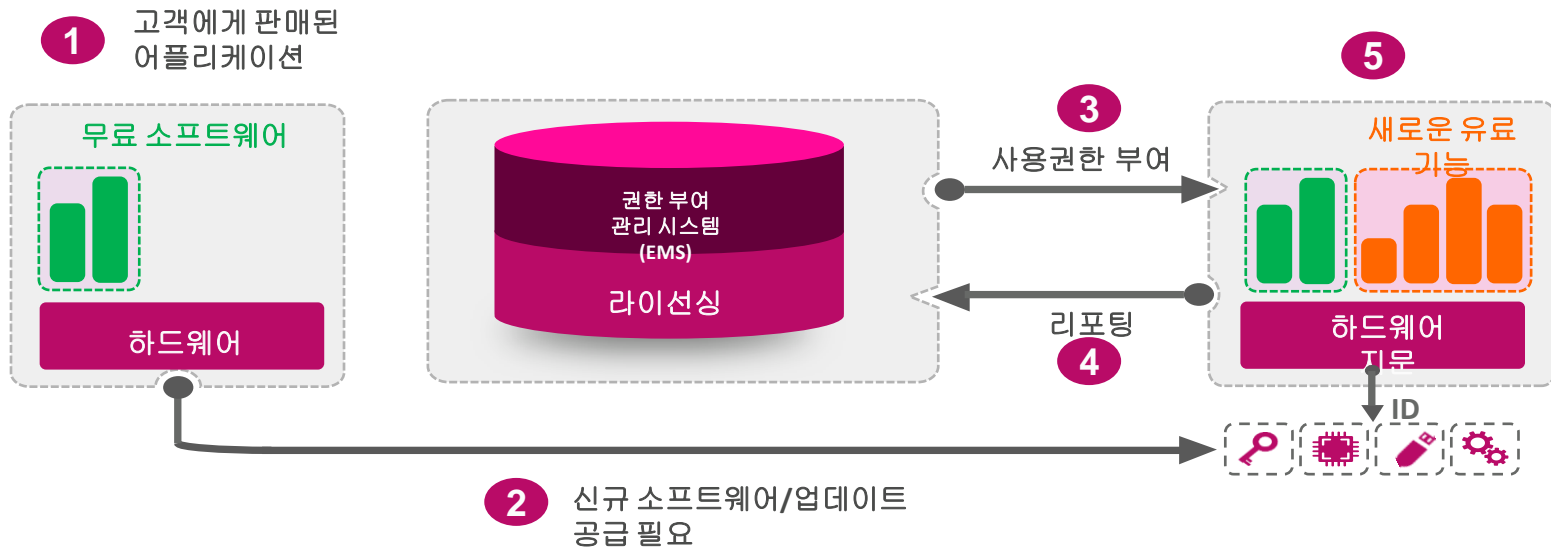 1
고객에게 판매된
어플리케이션
무료 소프트웨어
하드웨어
2
신규 소프트웨어/업데이트
공급 필요
권한 부여
관리 시스템
(EMS)
라이선싱
3
사용권한 부여
리포팅
4
5
새로운 유료
기능
하드웨어
지문
ID